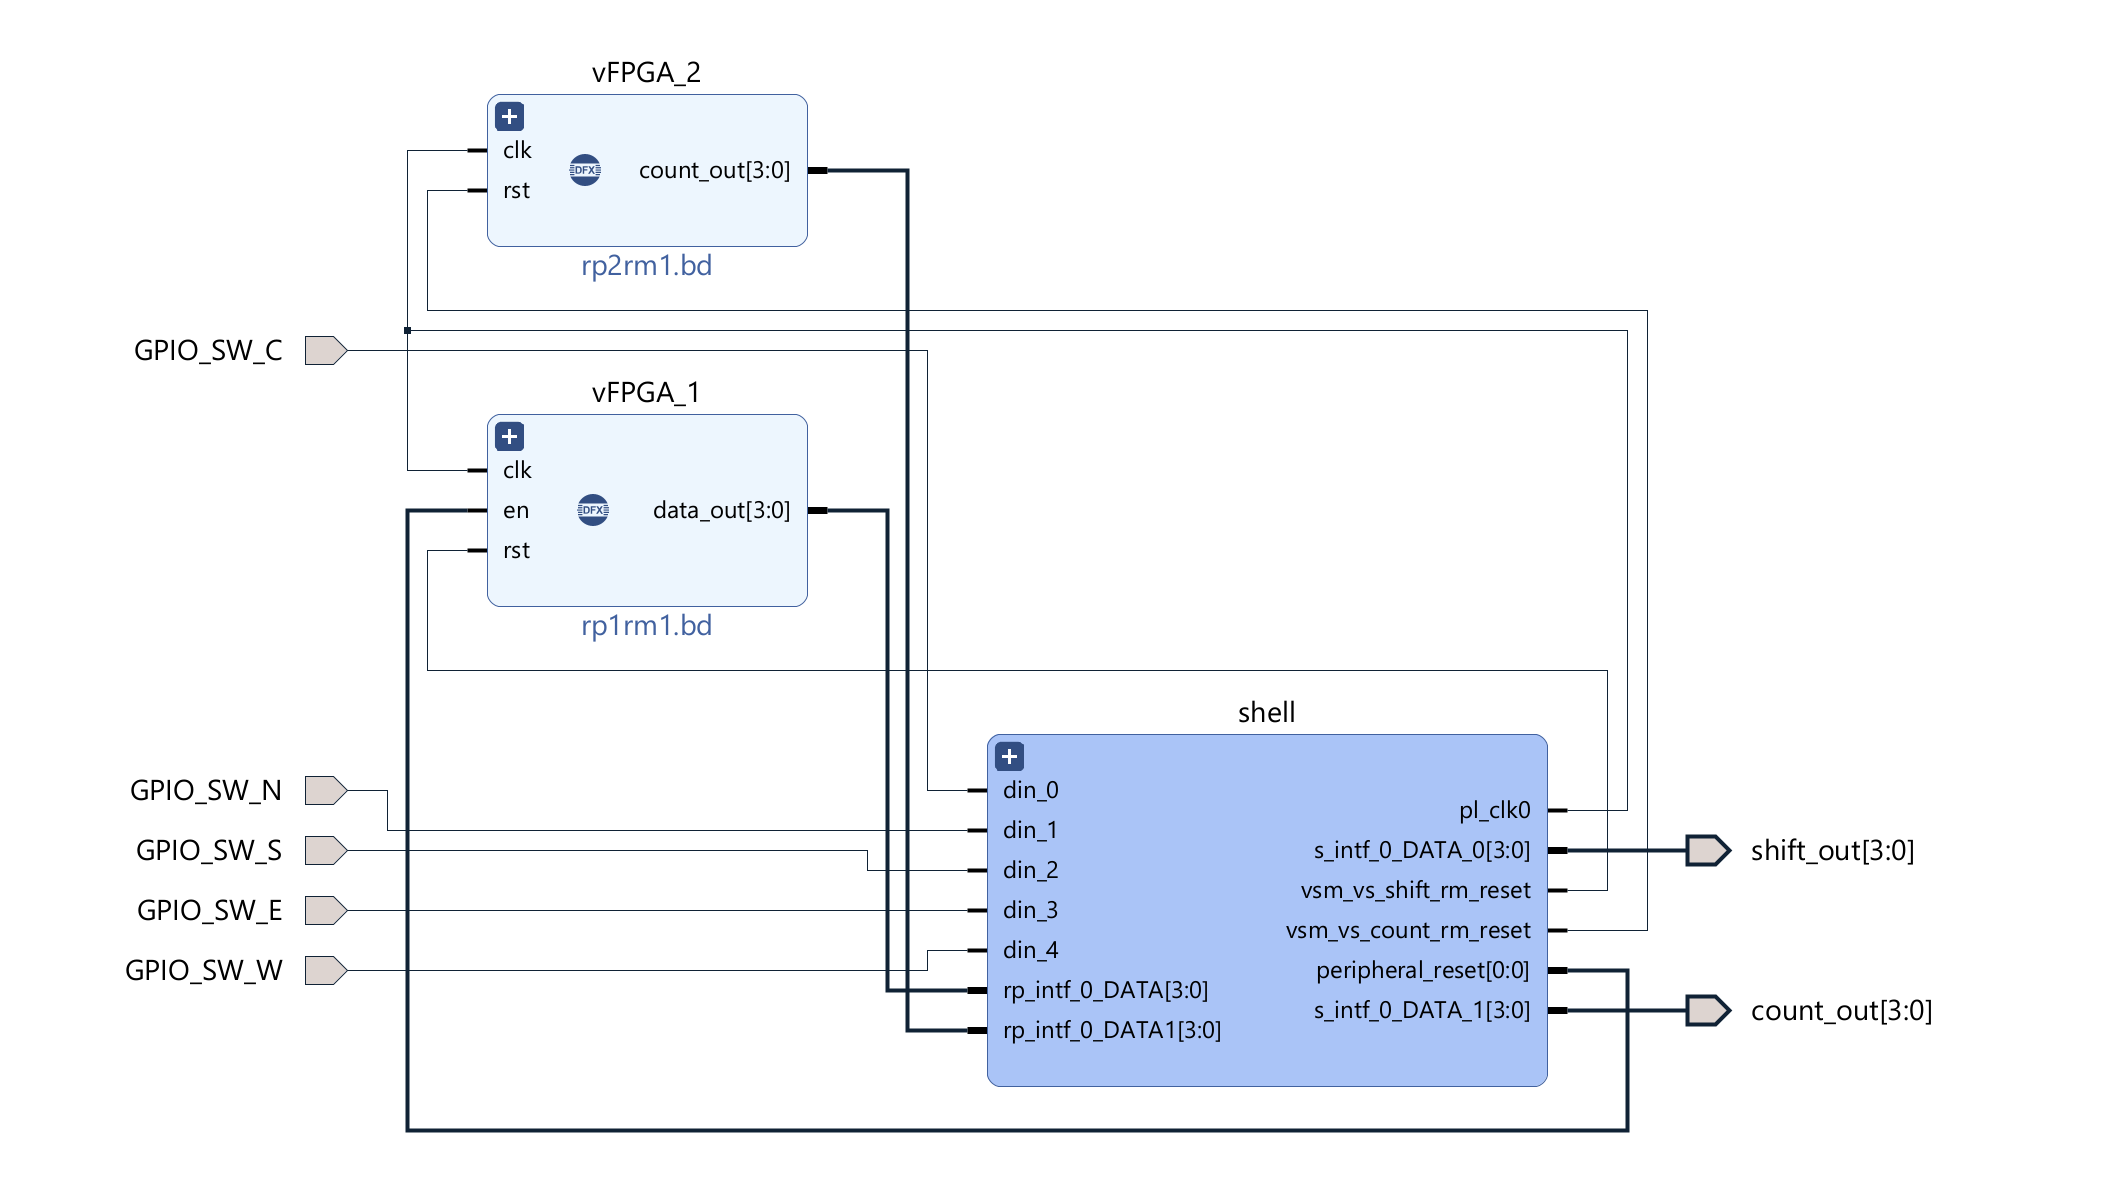 vFPGA_2
clk
rst
DFX
count_out[3:0]
rp2rm1.bd
GPIO_SW_C
vFPGA_1
clk
en
rst
DFX
data_out[3:0]
rp1rm1.bd
GPIO_SW_N
GPIO_SW_S
GPIO_SW_E
GPIO_SW_W
shell
din_0
din_1
din_2
din_3
din_4
rp_intf_0_DATA[3:0]
rp_intf_0_DATA1[3:0]
pl_clk0
s_intf_0_DATA_0[3:0]
vsm_vs_shift_rm_reset
vsm_vs_count_rm_reset
peripheral_reset[0:0]
s_intf_0_DATA_1[3:0]
shift_out[3:0]
count_out[3:0]